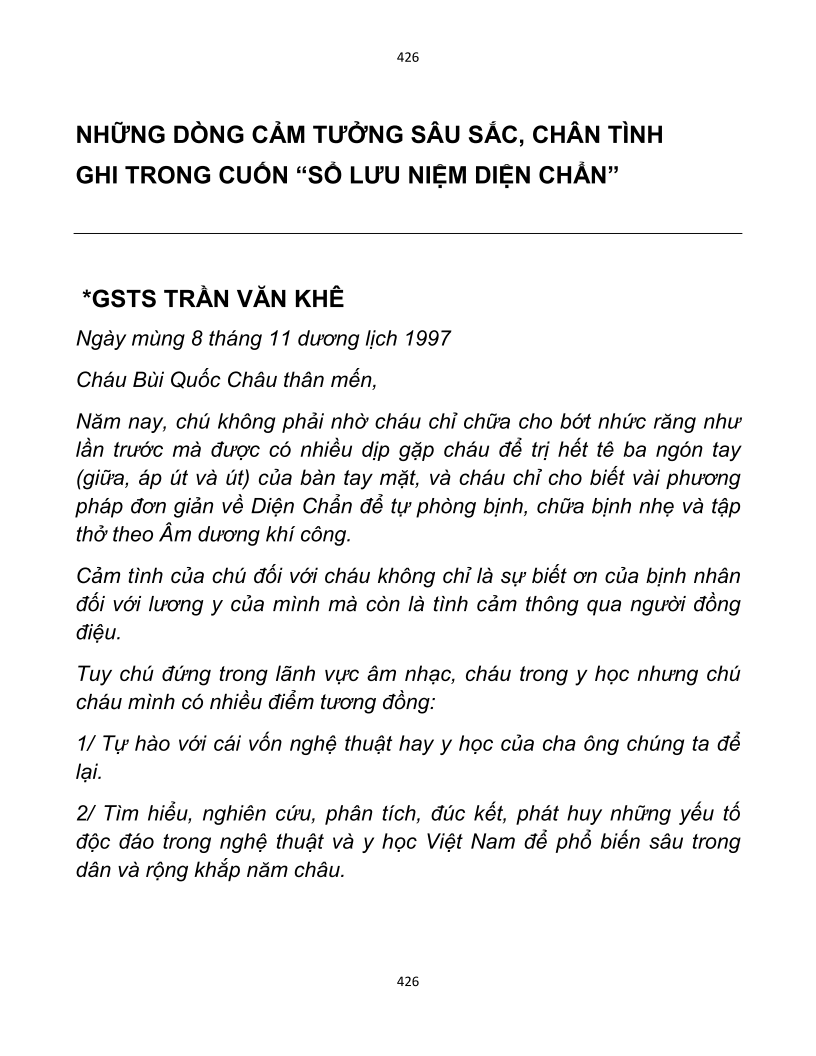 426
NHỮNG DÒNG CẢM TƯỞNG SÂU SẮC, CHÂN TÌNH
GHI TRONG CUỐN “SỔ LƯU NIỆM DIỆN CHẨN”
*GSTS TRẦN VĂN KHÊ
Ngày mùng 8 tháng 11 dương lịch 1997
Cháu Bùi Quốc Châu thân mến,
Năm nay, chú không phải nhờ cháu chỉ chữa cho bớt nhức răng như
lần trước mà được có nhiều dịp gặp cháu để trị hết tê ba ngón tay
(giữa, áp út và út) của bàn tay mặt, và cháu chỉ cho biết vài phương
pháp đơn giản về Diện Chẩn để tự phòng bịnh, chữa bịnh nhẹ và tập
thở theo Âm dương khí công.
Cảm tình của chú đối với cháu không chỉ là sự biết ơn của bịnh nhân
đối với lương y của mình mà còn là tình cảm thông qua người đồng
điệu.
Tuy chú đứng trong lãnh vực âm nhạc, cháu trong y học nhưng chú
cháu mình có nhiều điểm tương đồng:
1/ Tự hào với cái vốn nghệ thuật hay y học của cha ông chúng ta để
lại.
2/ Tìm hiểu, nghiên cứu, phân tích, đúc kết, phát huy những yếu tố
độc đáo trong nghệ thuật và y học Việt Nam để phổ biến sâu trong
dân và rộng khắp năm châu.
426